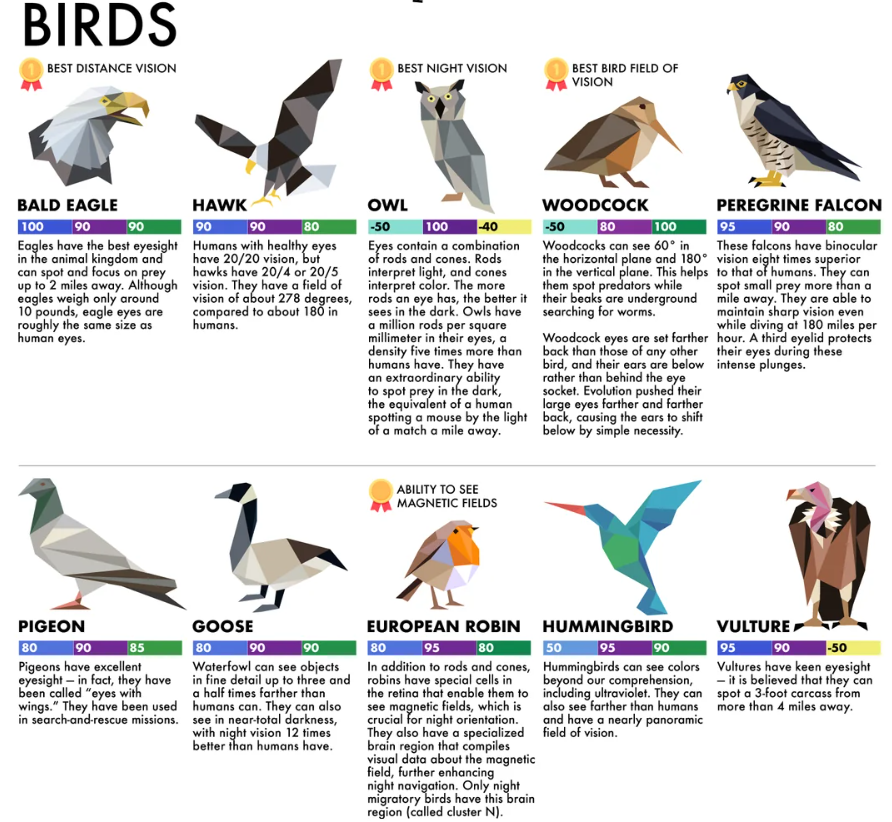 BIRDS
BEST DISTANCE VISION
BEST NIGHT VISION
BEST BIRD FIELD OF
VISION
BALD EAGLE
100 90 90
Eagles have the best eyesight
in the animal kingdom and
can spot and focus on prey
up to 2 miles away. Although
eagles weigh only around
10 pounds, eagle eyes are
roughly the same size as
human eyes.
HAWK
90 90 80
Humans with healthy eyes
have 20/20 vision, but
hawks have 20/4 or 20/5
vision. They have a field of
vision of about 278 degrees,
compared to about 180 in
humans.
OWL
-50 100 -40
Eyes contain a combination
of rods and cones. Rods
interpret light, and cones
interpret color. The more
rods an eye has, the better it
sees in the dark. Owls have
a million rods per square
millimeter in their eyes, a
density five times more than
humans have. They have
an extraordinary ability
to spot prey in the dark,
the equivalent of a human
spotting a mouse by the light
of a match a mile away.
WOODCOCK
-50 80 100
Woodcocks can see 60° in
the horizontal plane and 180°
in the vertical plane. This helps
them spot predators while
their beaks are underground
searching for worms.
Woodcock eyes are set farther
back than those of any other
bird, and their ears are below
rather than behind the eye
socket. Evolution pushed their
large eyes farther and farther
back, causing the ears to shift
below by simple necessity.
PEREGRINE FALCON
95 90 80
These falcons have binocular
vision eight times superior
to that of humans. They can
spot small prey more than a
mile away. They are able to
maintain sharp vision even
while diving at 180 miles per
hour. A third eyelid protects
their eyes during these
intense plunges.
ABILITY TO SEE
MAGNETIC FIELDS
PIGEON
80 90 85
Pigeons have excellent
eyesight — in fact, they have
been called “eyes with
wings.” They have been used
in search-and-rescue missions.
GOOSE
80 90 90
Waterfowl can see objects
in fine detail up to three and
a half times farther than
humans can. They can also
see in near-total darkness,
with night vision 12 times
better than humans have.
EUROPEAN ROBIN
80 95 80
In addition to rods and cones,
robins have special cells in
the retina that enable them to
see magnetic fields, which is
crucial for night orientation.
They also have a specialized
brain region that compiles
visual data about the magnetic
field, further enhancing
night navigation. Only night
migratory birds have this brain
region (called cluster N).
HUMMINGBIRD
50 95 90
Hummingbirds can see colors
beyond our comprehension,
including ultraviolet. They can
also see farther than humans
and have a nearly panoramic
field of vision.
VULTURE
95 90 -50
Vultures have keen eyesight
— it is believed that they can
spot a 3-foot carcass from
more than 4 miles away.